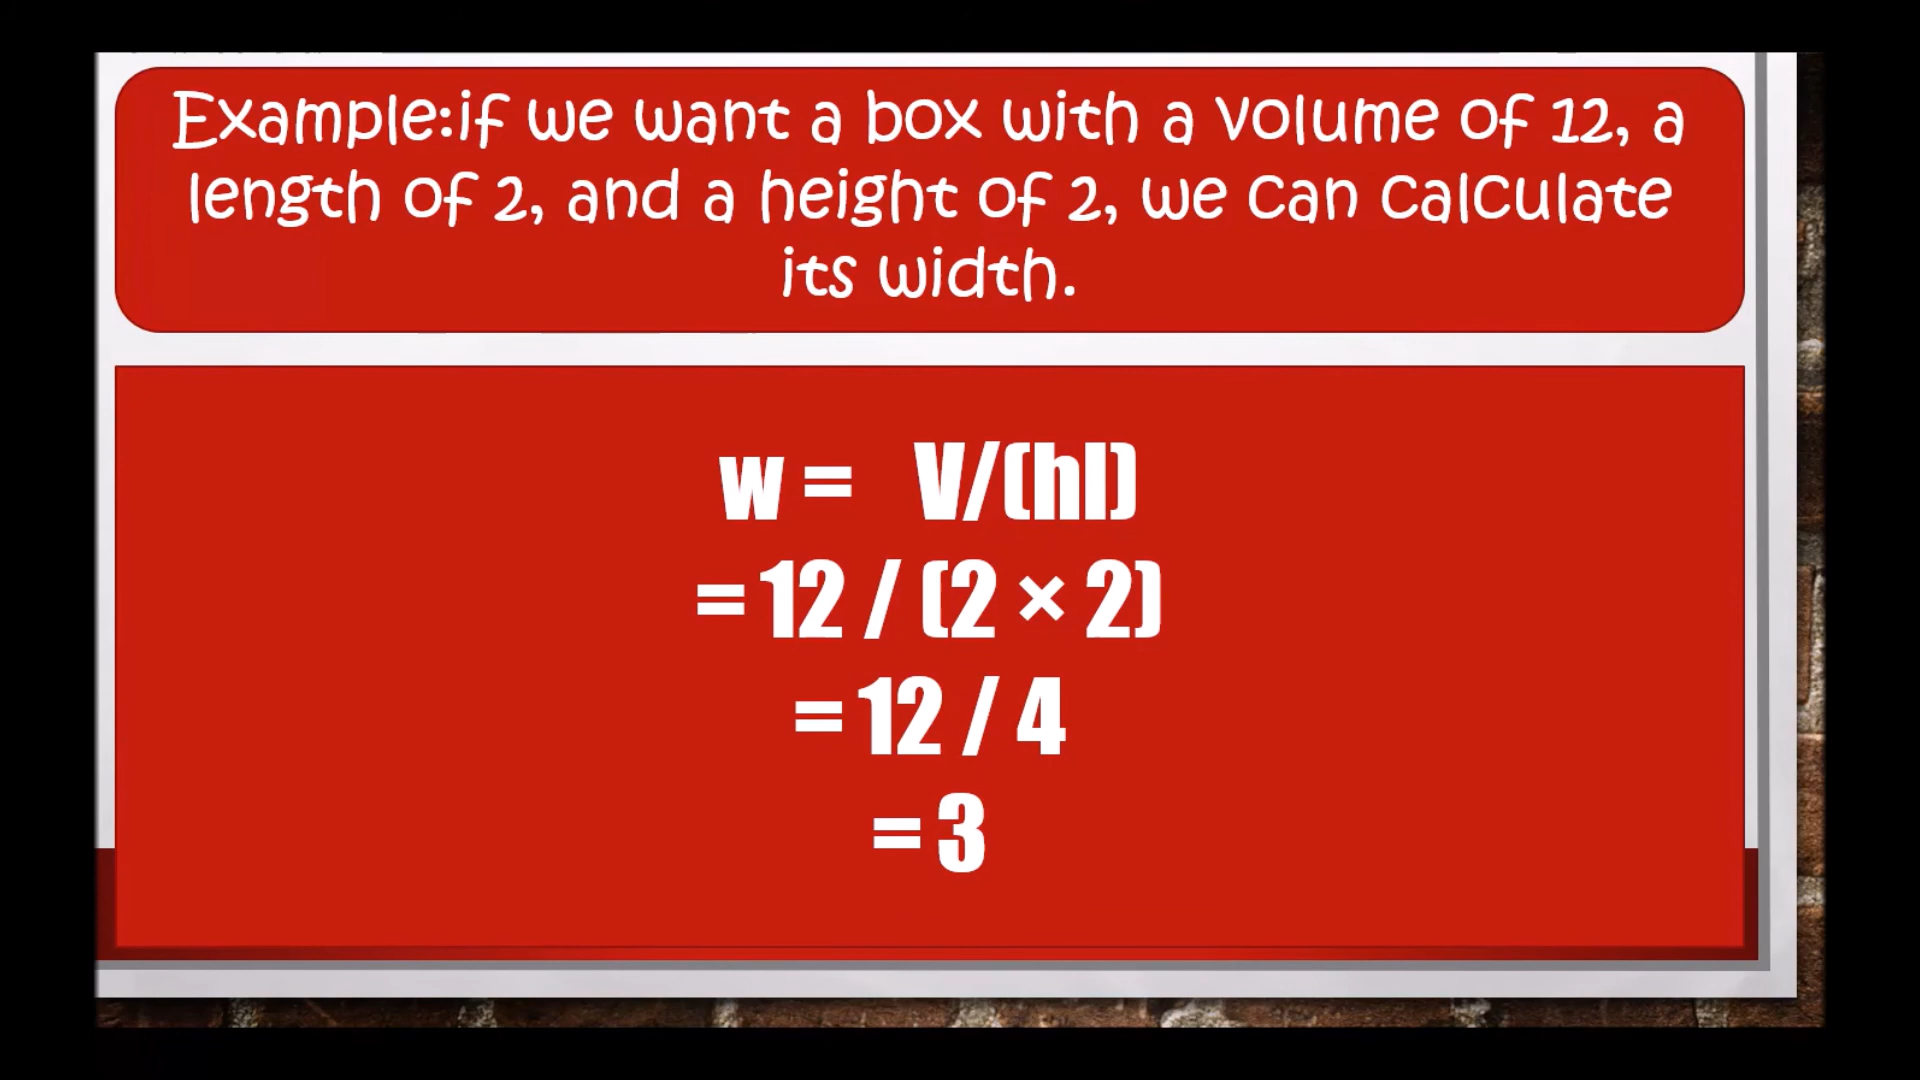 Example:if we want a box with a volume of 12, a
length of 2, and a height of 2, we can calculate
its width.
w = V/(hl)
= 12 / (2 × 2)
= 12 / 4
= 3